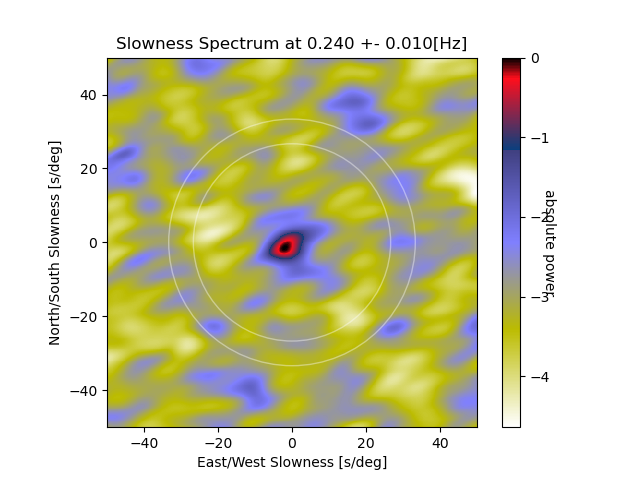 Slowness Spectrum at 0.240 +- 0.010[Hz]
40
20
0
−20
−40
North/South Slowness [s/deg]
−40 −20 0 20 40
East/West Slowness [s/deg]
0
−1
−2
−3
−4
absolute power